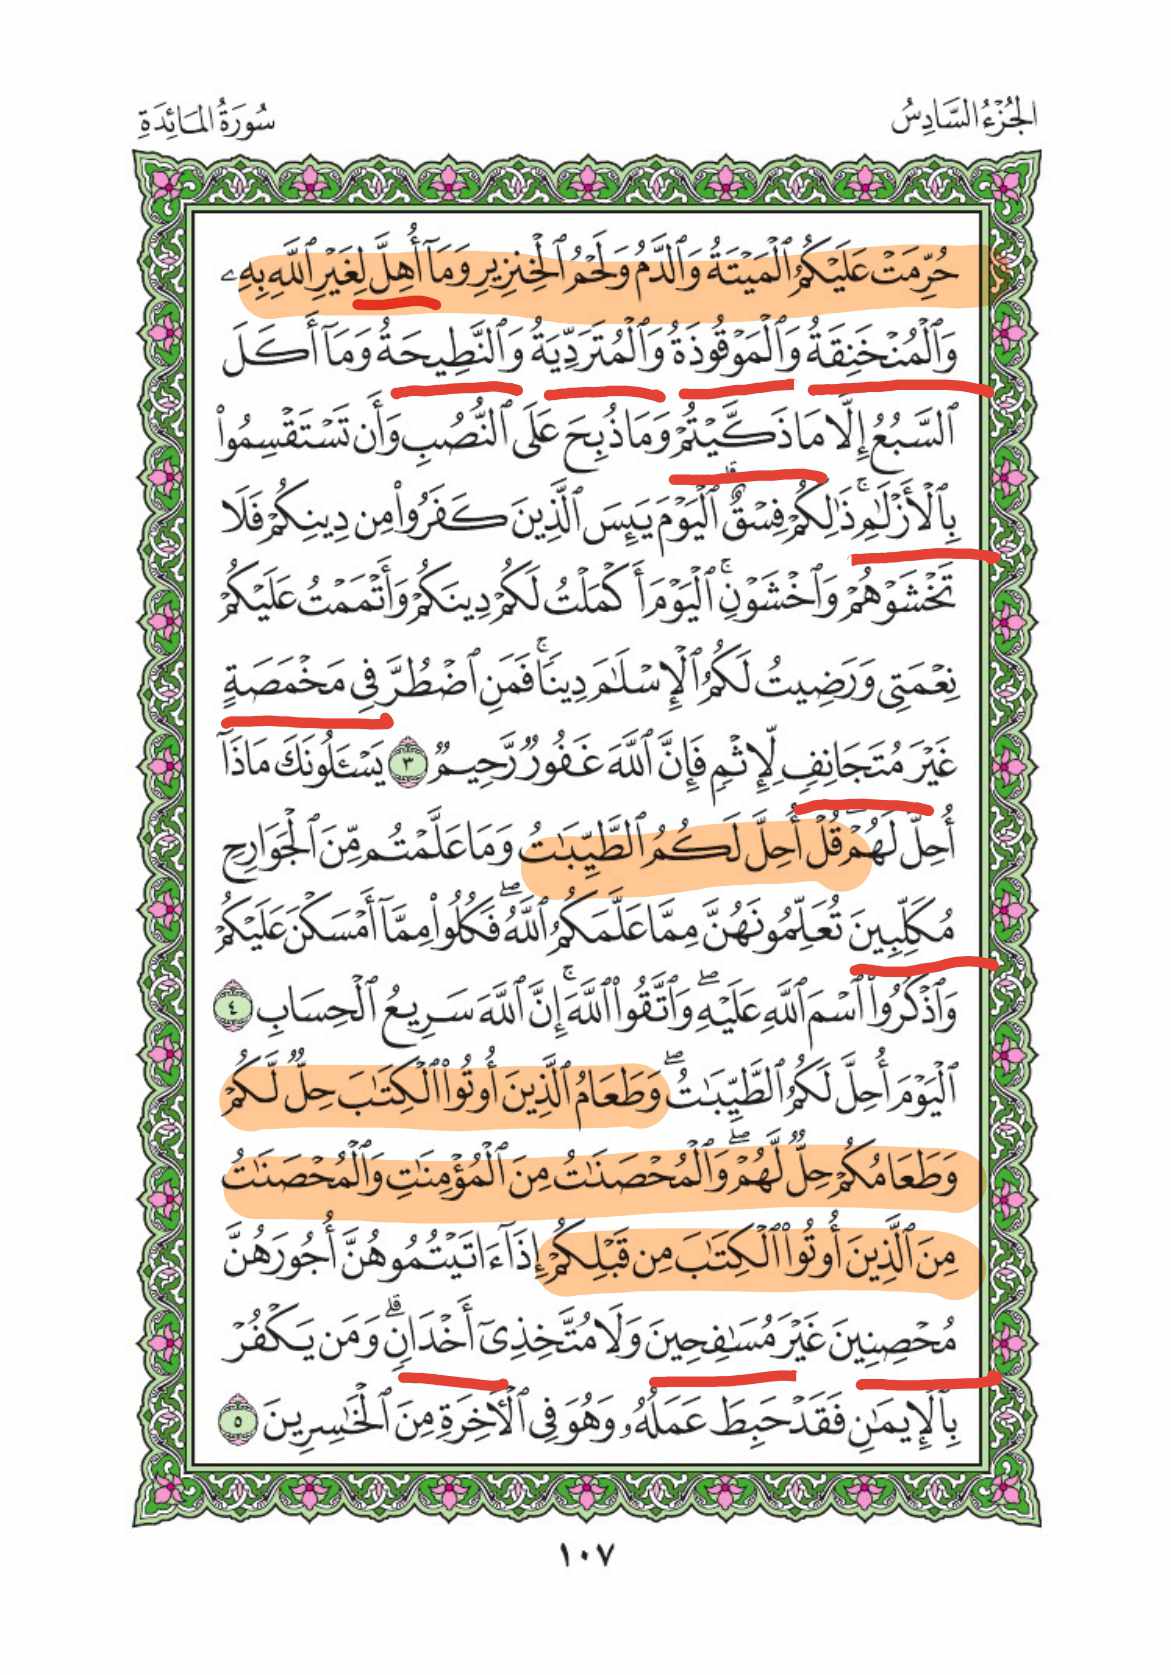 الجُزْءُ السَّادِسُ
سُورَةُ المَائِدَةِ
حُرِّمَتْ عَلَيْكُمُ ٱلْمَيْتَةُ وَٱلدَّمُ وَلَحْمُ ٱلْخِنزِيرِ وَمَآ أُهِلَّ لِغَيْرِ ٱللَّهِ بِهِۦ
وَٱلْمُنْخَنِقَةُ وَٱلْمَوْقُوذَةُ وَٱلْمُتَرَدِّيَةُ وَٱلنَّطِيحَةُ وَمَآ أَكَلَ
ٱلسَّبُعُ إِلَّا مَا ذَكَّيْتُمْ وَمَا ذُبِحَ عَلَى ٱلنُّصُبِ وَأَن تَسْتَقْسِمُوا۟
بِٱلْأَزْلَٰمِۚ ذَٰلِكُمْ فِسْقٌۗ ٱلْيَوْمَ يَئِسَ ٱلَّذِينَ كَفَرُوا۟ مِن دِينِكُمْ فَلَا
تَخْشَوْهُمْ وَٱخْشَوْنِۚ ٱلْيَوْمَ أَكْمَلْتُ لَكُمْ دِينَكُمْ وَأَتْمَمْتُ عَلَيْكُمْ
نِعْمَتِى وَرَضِيتُ لَكُمُ ٱلْإِسْلَٰمَ دِينًاۚ فَمَنِ ٱضْطُرَّ فِى مَخْمَصَةٍ
غَيْرَ مُتَجَانِفٍ لِّإِثْمٍ فَإِنَّ ٱللَّهَ غَفُورٌ رَّحِيمٌ ٣ يَسْـَٔلُونَكَ مَاذَآ
أُحِلَّ لَهُمْۖ قُلْ أُحِلَّ لَكُمُ ٱلطَّيِّبَٰتُ وَمَا عَلَّمْتُم مِّنَ ٱلْجَوَارِحِ
مُكَلِّبِينَ تُعَلِّمُونَهُنَّ مِمَّا عَلَّمَكُمُ ٱللَّهُۖ فَكُلُوا۟ مِمَّآ أَمْسَكْنَ عَلَيْكُمْ
وَٱذْكُرُوا۟ ٱسْمَ ٱللَّهِ عَلَيْهِۖ وَٱتَّقُوا۟ ٱللَّهَۚ إِنَّ ٱللَّهَ سَرِيعُ ٱلْحِسَابِ ٤
ٱلْيَوْمَ أُحِلَّ لَكُمُ ٱلطَّيِّبَٰتُۖ وَطَعَامُ ٱلَّذِينَ أُوتُوا۟ ٱلْكِتَٰبَ حِلٌّ لَّكُمْ
وَطَعَامُكُمْ حِلٌّ لَّهُمْۖ وَٱلْمُحْصَنَٰتُ مِنَ ٱلْمُؤْمِنَٰتِ وَٱلْمُحْصَنَٰتُ
مِنَ ٱلَّذِينَ أُوتُوا۟ ٱلْكِتَٰبَ مِن قَبْلِكُمْ إِذَآ ءَاتَيْتُمُوهُنَّ أُجُورَهُنَّ
مُحْصِنِينَ غَيْرَ مُسَٰفِحِينَ وَلَا مُتَّخِذِىٓ أَخْدَانٍۗ وَمَن يَكْفُرْ
بِٱلْإِيمَٰنِ فَقَدْ حَبِطَ عَمَلُهُۥ وَهُوَ فِى ٱلْأَخِرَةِ مِنَ ٱلْخَٰسِرِينَ ٥
١٠٧